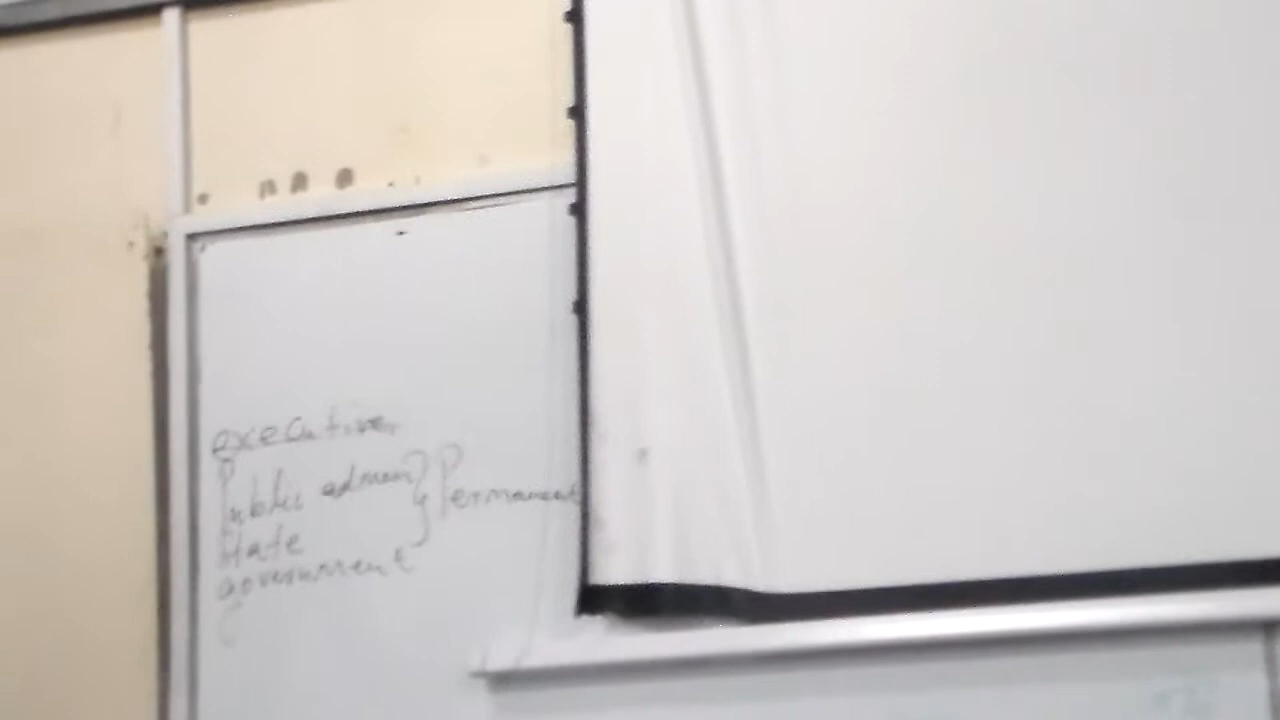 executive
Public admin } Permanent
State
government